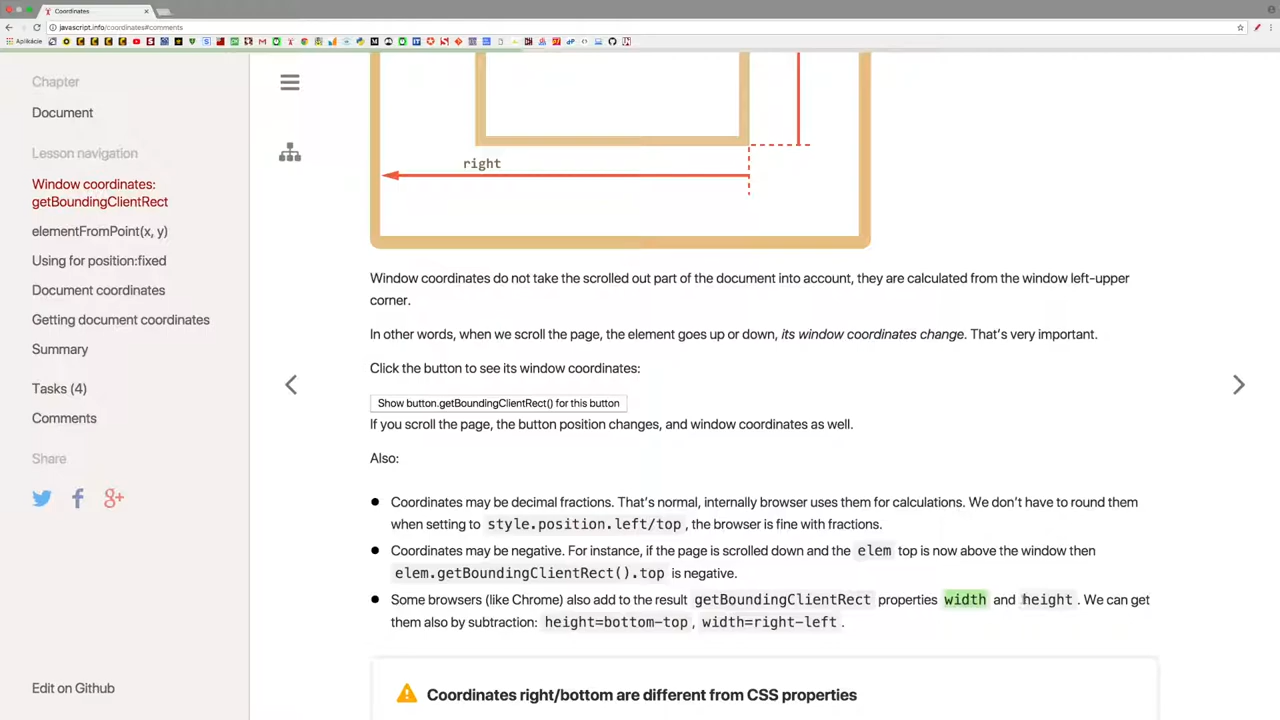 Coordinates
javascript.info/coordinates#comments
Aplikácie
Chapter
Document
Lesson navigation
Window coordinates:
getBoundingClientRect
elementFromPoint(x, y)
Using for position:fixed
Document coordinates
Getting document coordinates
Summary
Tasks (4)
Comments
Share
Edit on Github
right
Window coordinates do not take the scrolled out part of the document into account, they are calculated from the window left-upper
corner.
In other words, when we scroll the page, the element goes up or down, its window coordinates change. That’s very important.
Click the button to see its window coordinates:
Show button.getBoundingClientRect() for this button
If you scroll the page, the button position changes, and window coordinates as well.
Also:
Coordinates may be decimal fractions. That’s normal, internally browser uses them for calculations. We don’t have to round them
when setting to style.position.left/top, the browser is fine with fractions.
Coordinates may be negative. For instance, if the page is scrolled down and the elem top is now above the window then
elem.getBoundingClientRect().top is negative.
Some browsers (like Chrome) also add to the result getBoundingClientRect properties width and height. We can get
them also by subtraction: height=bottom-top, width=right-left.
Coordinates right/bottom are different from CSS properties